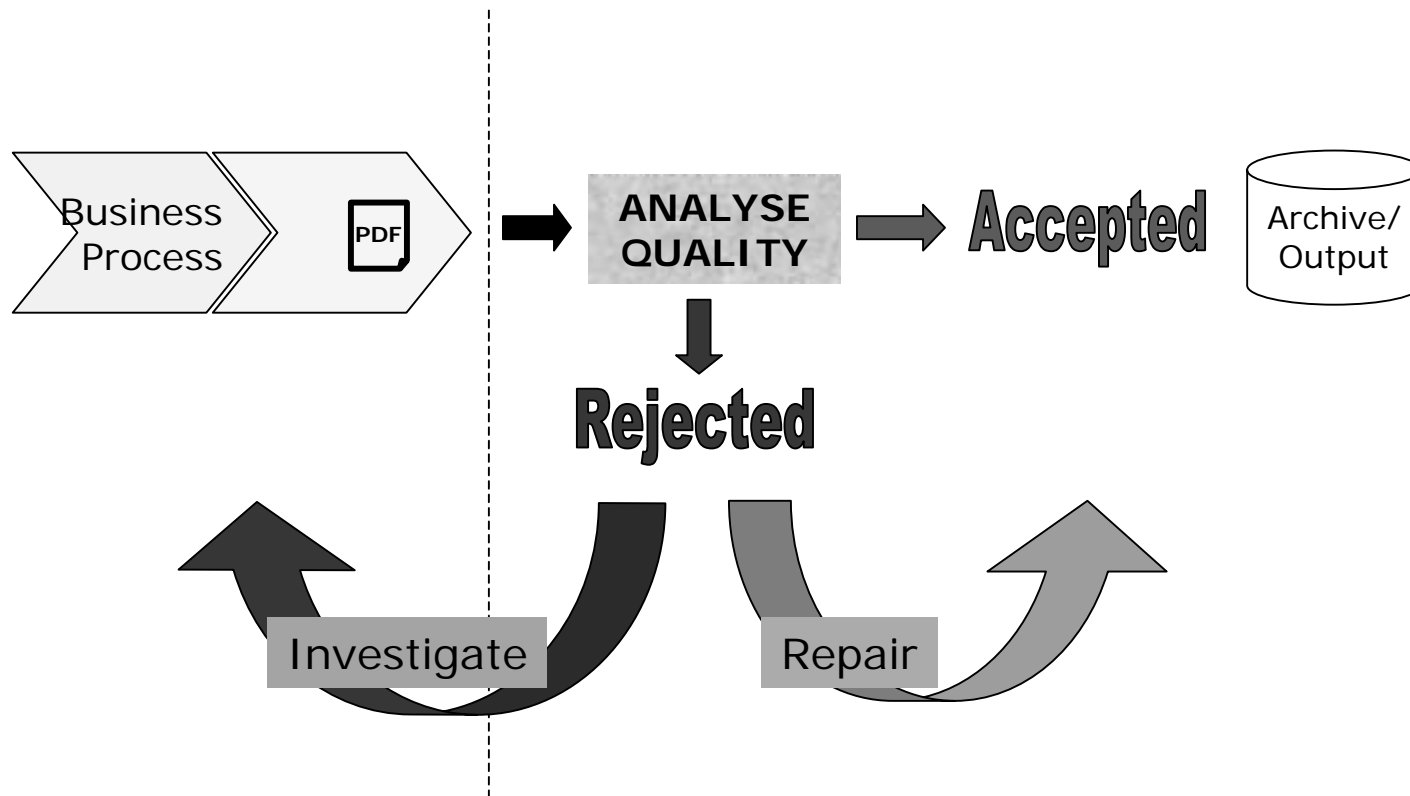 Business
Process
PDF
ANALYSE
QUALITY
Accepted
Archive/
Output
Rejected
Investigate
Repair